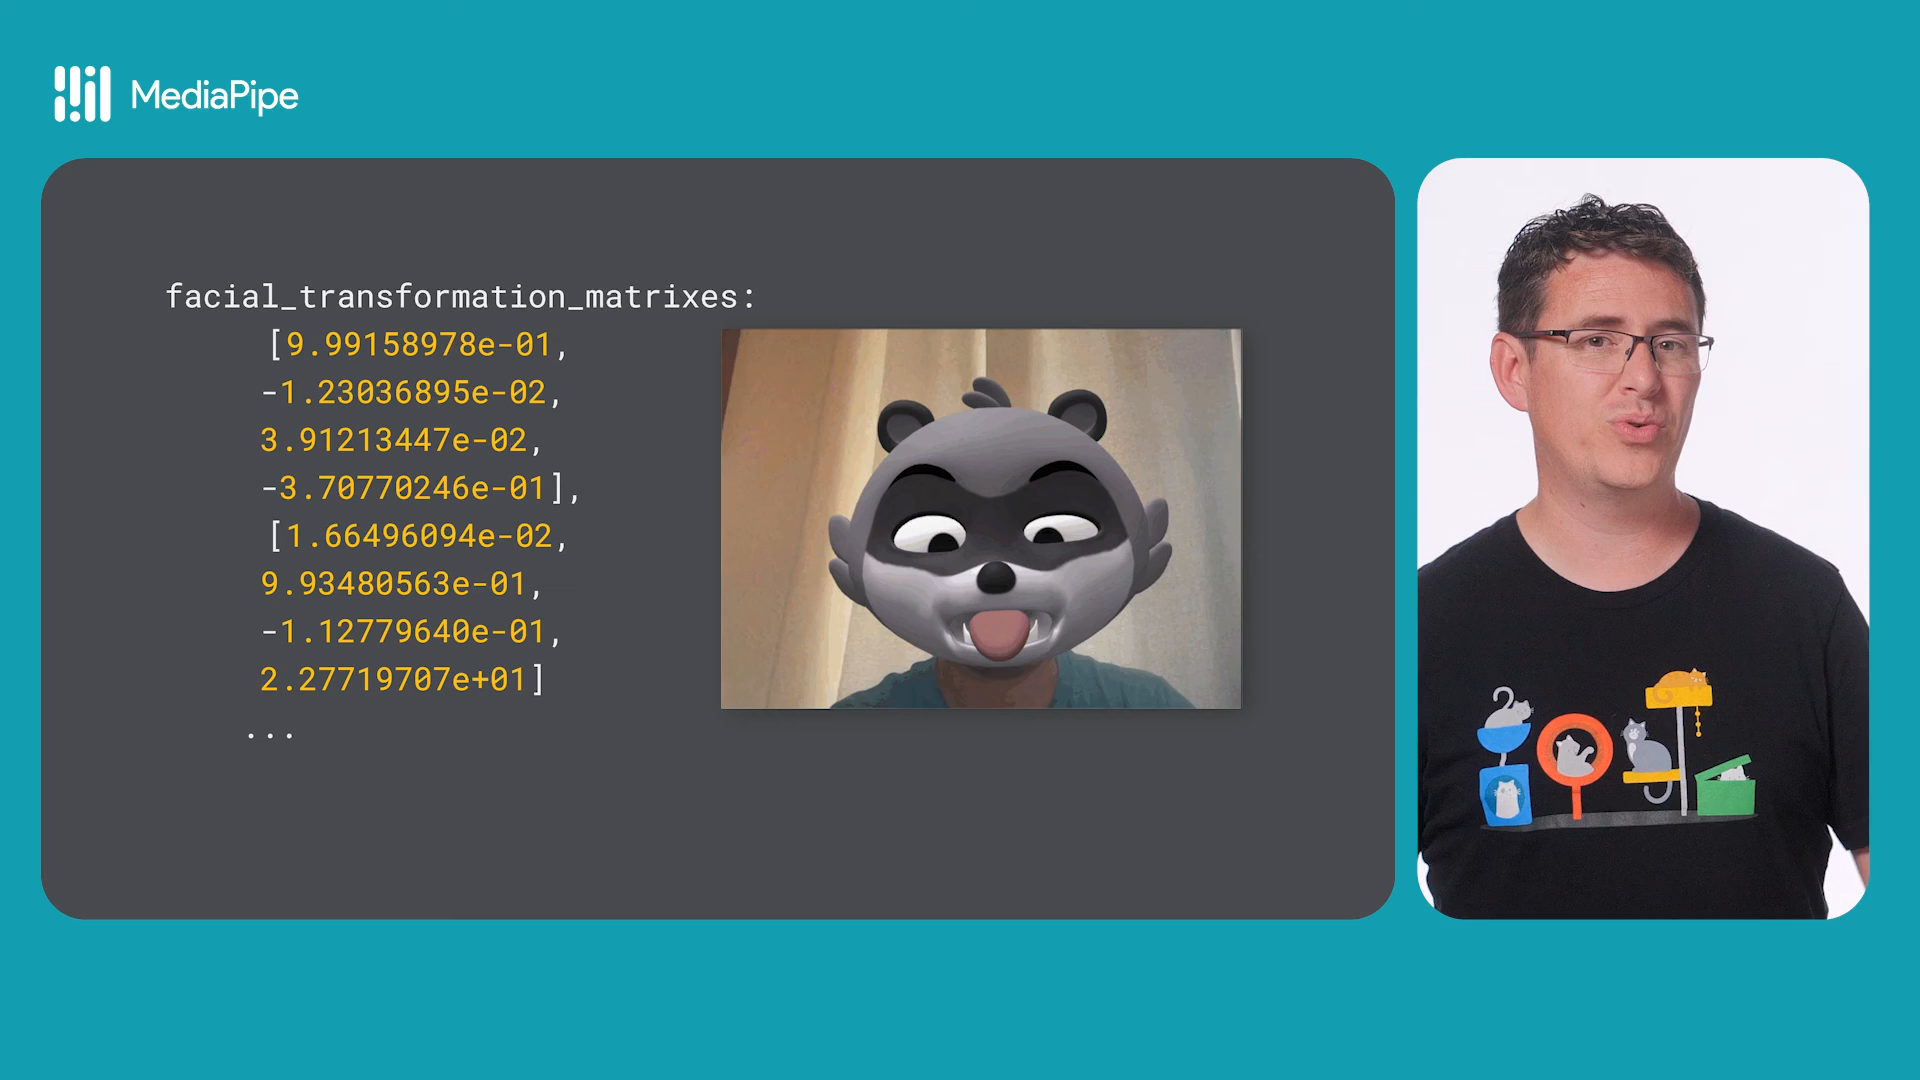 MediaPipe
facial_transformation_matrixes:
[9.99158978e-01,
-1.23036895e-02,
3.91213447e-02,
-3.70770246e-01],
[1.66496094e-02,
9.93480563e-01,
-1.12779640e-01,
2.27719707e+01]
...